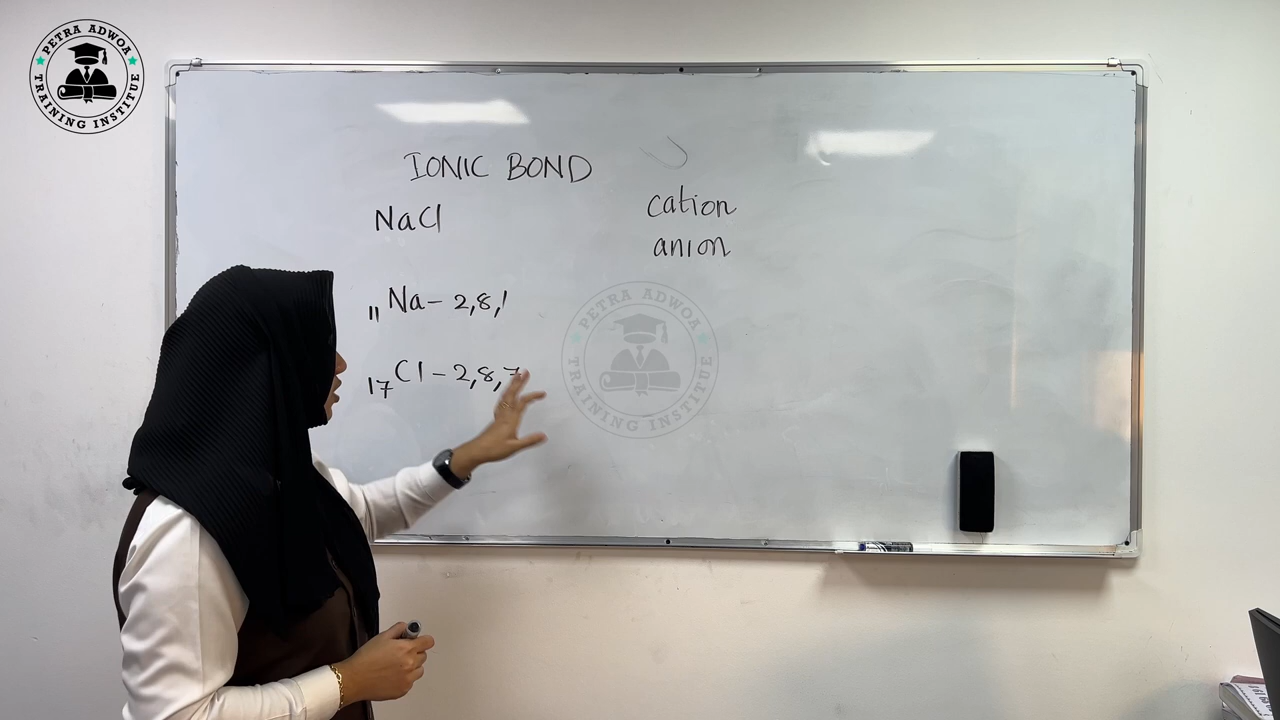 PETRA ADWOA
TRAINING INSTITUTE
IONIC BOND
NaCl
cation
anion
₁₁Na - 2,8,1
₁₇Cl - 2,8,7
PETRA ADWOA
TRAINING INSTITUTE